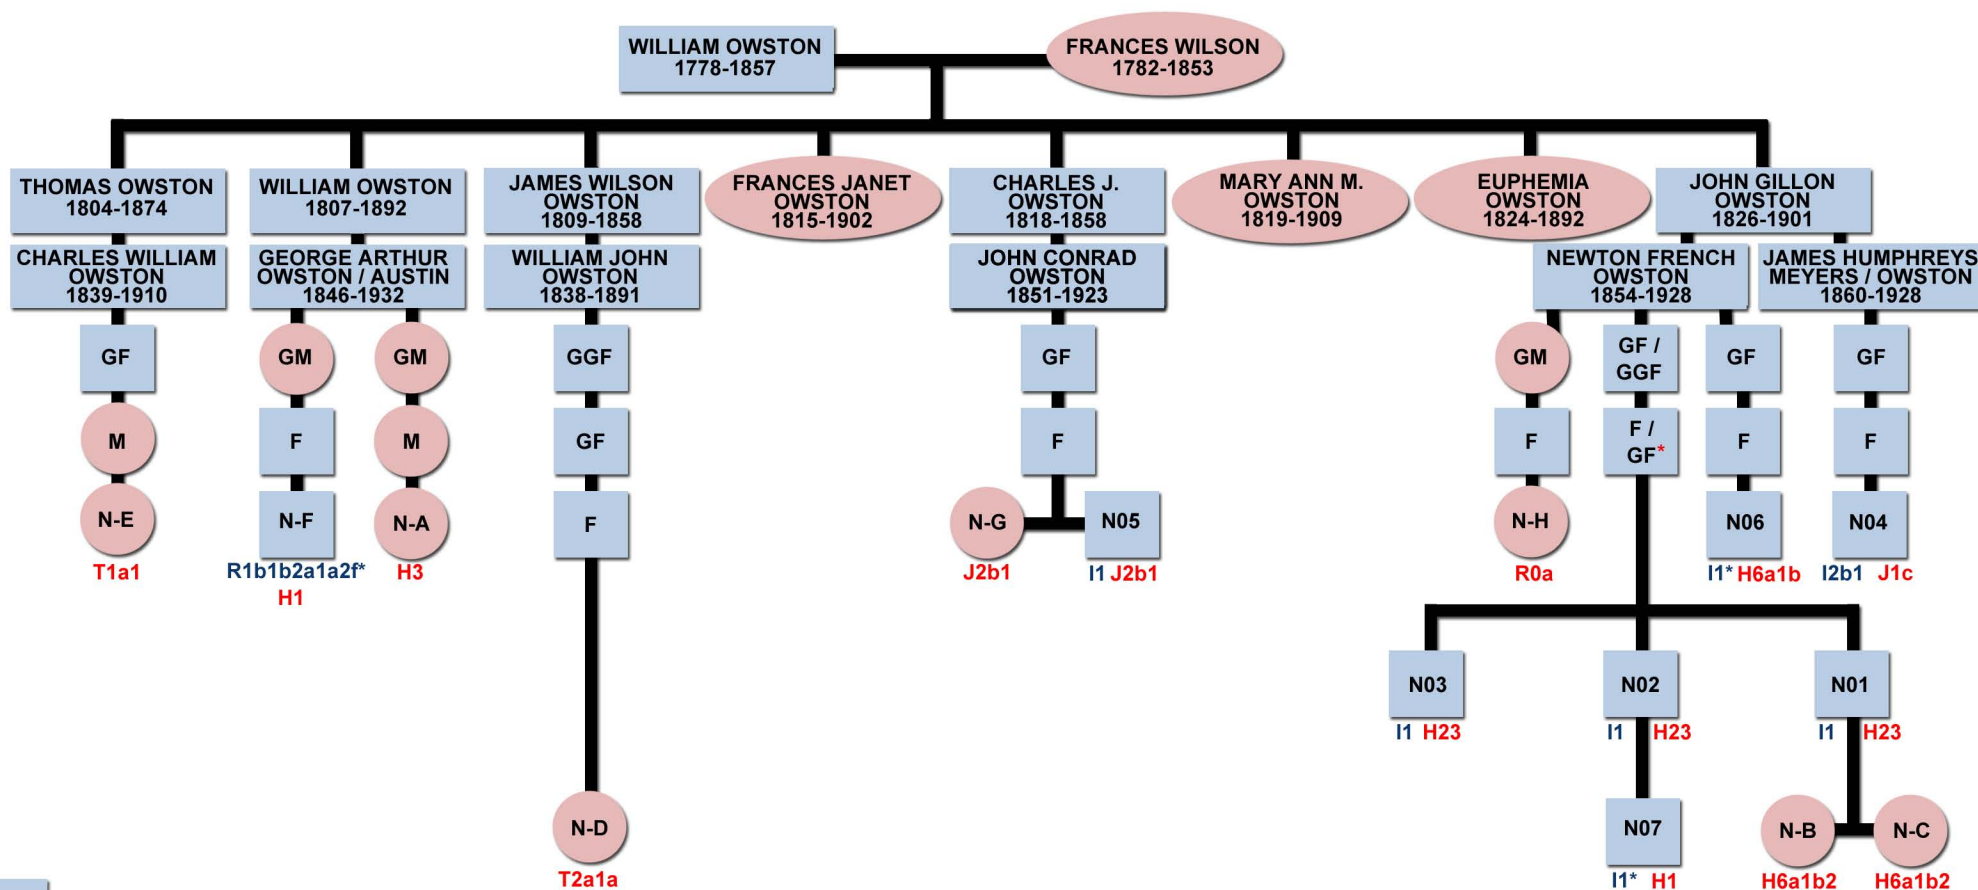 WILLIAM OWSTON
1778-1857
FRANCES WILSON
1782-1853
THOMAS OWSTON
1804-1874
WILLIAM OWSTON
1807-1892
JAMES WILSON
OWSTON
1809-1858
FRANCES JANET
OWSTON
1815-1902
CHARLES J.
OWSTON
1818-1858
MARY ANN M.
OWSTON
1819-1909
EUPHEMIA
OWSTON
1824-1892
JOHN GILLON
OWSTON
1826-1901
CHARLES WILLIAM
OWSTON
1839-1910
GEORGE ARTHUR
OWSTON / AUSTIN
1846-1932
WILLIAM JOHN
OWSTON
1838-1891
JOHN CONRAD
OWSTON
1851-1923
NEWTON FRENCH
OWSTON
1854-1928
JAMES HUMPHREYS
MEYERS / OWSTON
1860-1928
GF
GM
GM
GGF
GF
GM
GF /
GGF
GF
GF
M
F
M
GF
F
F
F /
GF*
F
F
N-E
N-F
N-A
F
N-G
N05
N-H
N06
N04
T1a1
R1b1b2a1a2f*
H1
H3
J2b1
I1 J2b1
R0a
I1* H6a1b
I2b1 J1c
N03
N02
N01
I1 H23
I1 H23
I1 H23
N-D
N07
N-B
N-C
T2a1a
I1* H1
H6a1b2
H6a1b2